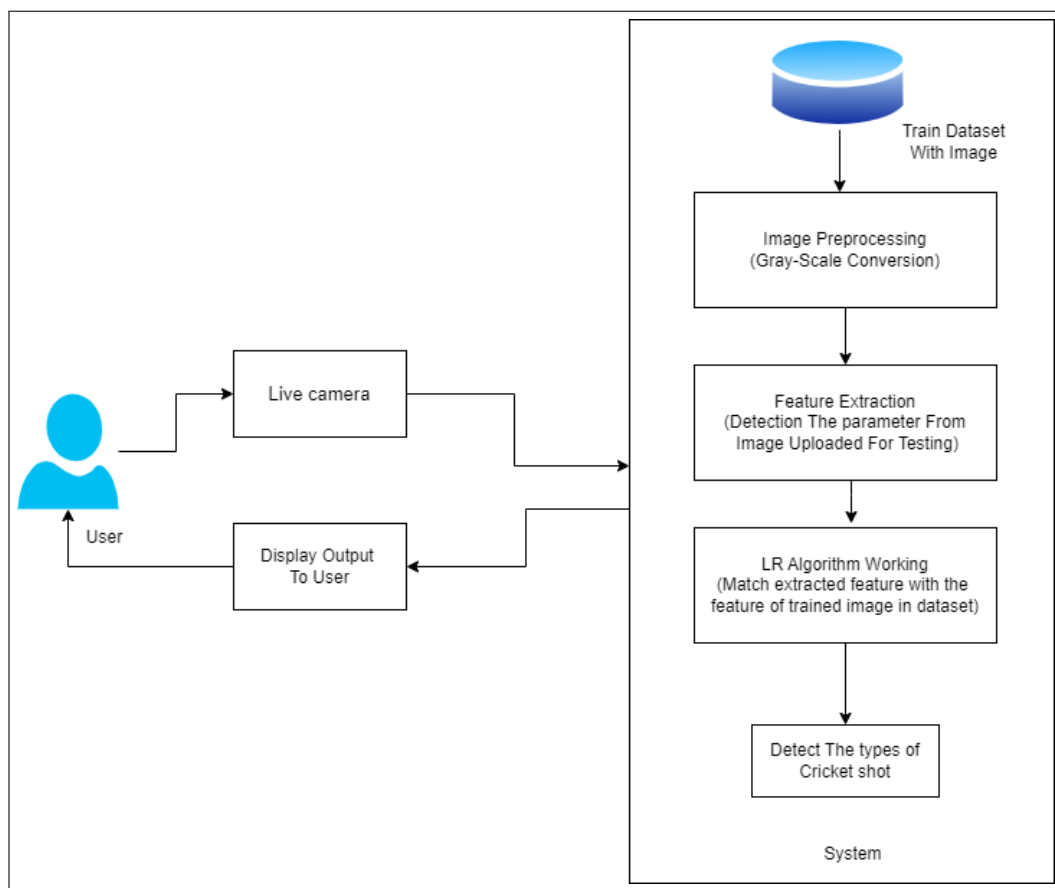 Train Dataset
With Image
Image Preprocessing
(Gray-Scale Conversion)
Live camera
Feature Extraction
(Detection The parameter From
Image Uploaded For Testing)
User
Display Output
To User
LR Algorithm Working
(Match extracted feature with the
feature of trained image in dataset)
Detect The types of
Cricket shot
System